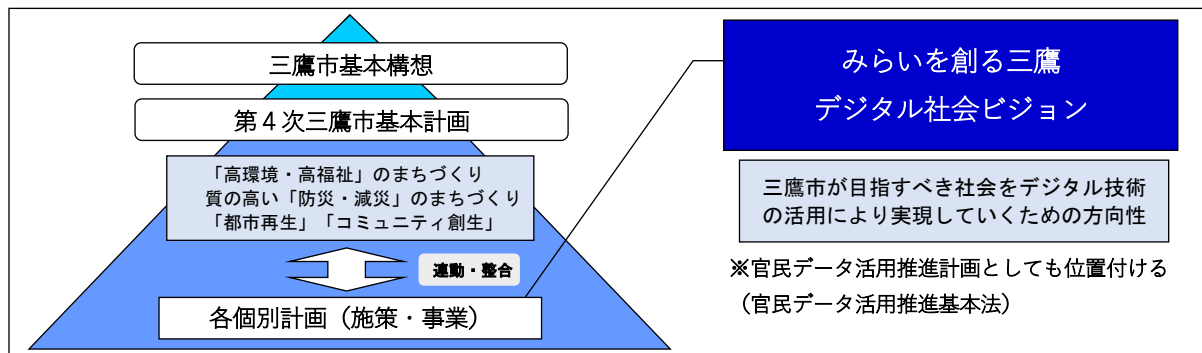 三鷹市基本構想
第4次三鷹市基本計画
「高環境・高福祉」のまちづくり
質の高い「防災・減災」のまちづくり
「都市再生」「コミュニティ創生」
連動・整合
各個別計画（施策・事業）
みらいを創る三鷹
デジタル社会ビジョン
三鷹市が目指すべき社会をデジタル技術
の活用により実現していくための方向性
※官民データ活用推進計画としても位置付ける
（官民データ活用推進基本法）